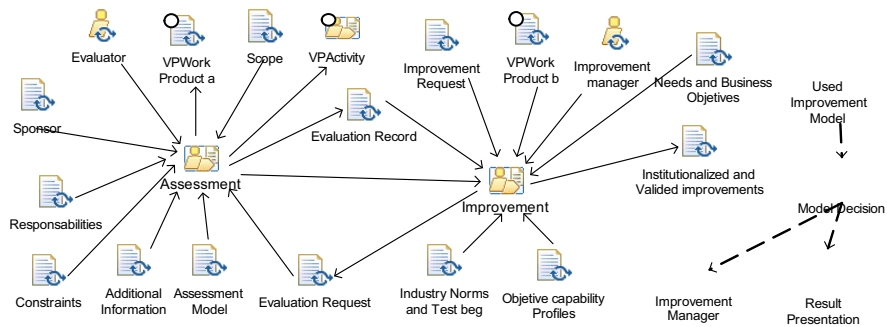 Evaluator
VPWork
Product a
Scope
VPActivity
Improvement
Request
VPWork
Product b
Improvement
manager
Needs and Business
Objetives
Used
Improvement
Model
Sponsor
Evaluation Record
Assessment
Institutionalized and
Valided improvements
Improvement
Model Decision
Responsabilities
Constraints
Additional
Information
Assessment
Model
Evaluation Request
Industry Norms
and Test beg
Objetive capability
Profiles
Improvement
Manager
Result
Presentation